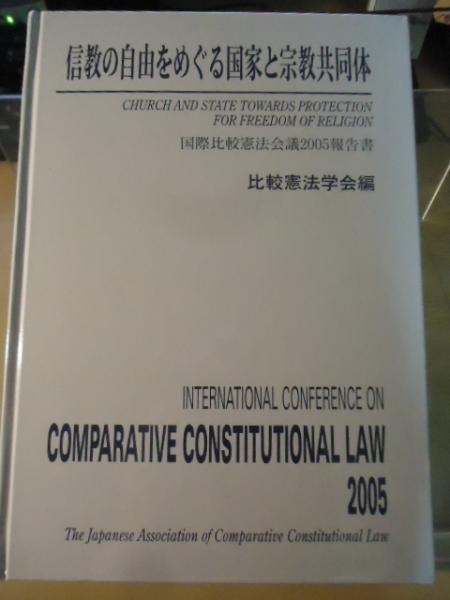 信教の自由をめぐる国家と宗教共同体
CHURCH AND STATE TOWARDS PROTECTION
FOR FREEDOM OF RELIGION
国際比較憲法会議2005報告書
比較憲法学会編
INTERNATIONAL CONFERENCE ON
COMPARATIVE CONSTITUTIONAL LAW
2005
The Japanese Association of Comparative Constitutional Law